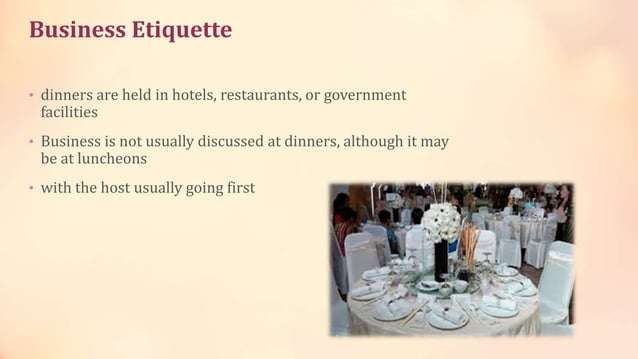 Business Etiquette
• dinners are held in hotels, restaurants, or government
facilities
• Business is not usually discussed at dinners, although it may
be at luncheons
• with the host usually going first